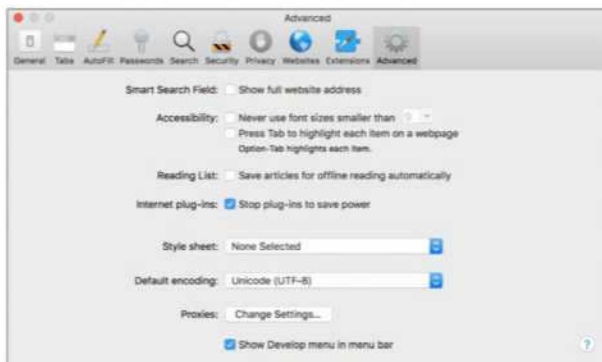 Advanced
General Tabs AutoFill Passwords Search Security Privacy Websites Extensions Advanced
Smart Search Field: Show full website address
Accessibility: Never use font sizes smaller than 9
Press Tab to highlight each item on a webpage
Option-Tab highlights each item.
Reading List: Save articles for offline reading automatically
Internet plug-ins: Stop plug-ins to save power
Style sheet: None Selected
Default encoding: Unicode (UTF-8)
Proxies: Change Settings...
Show Develop menu in menu bar
?